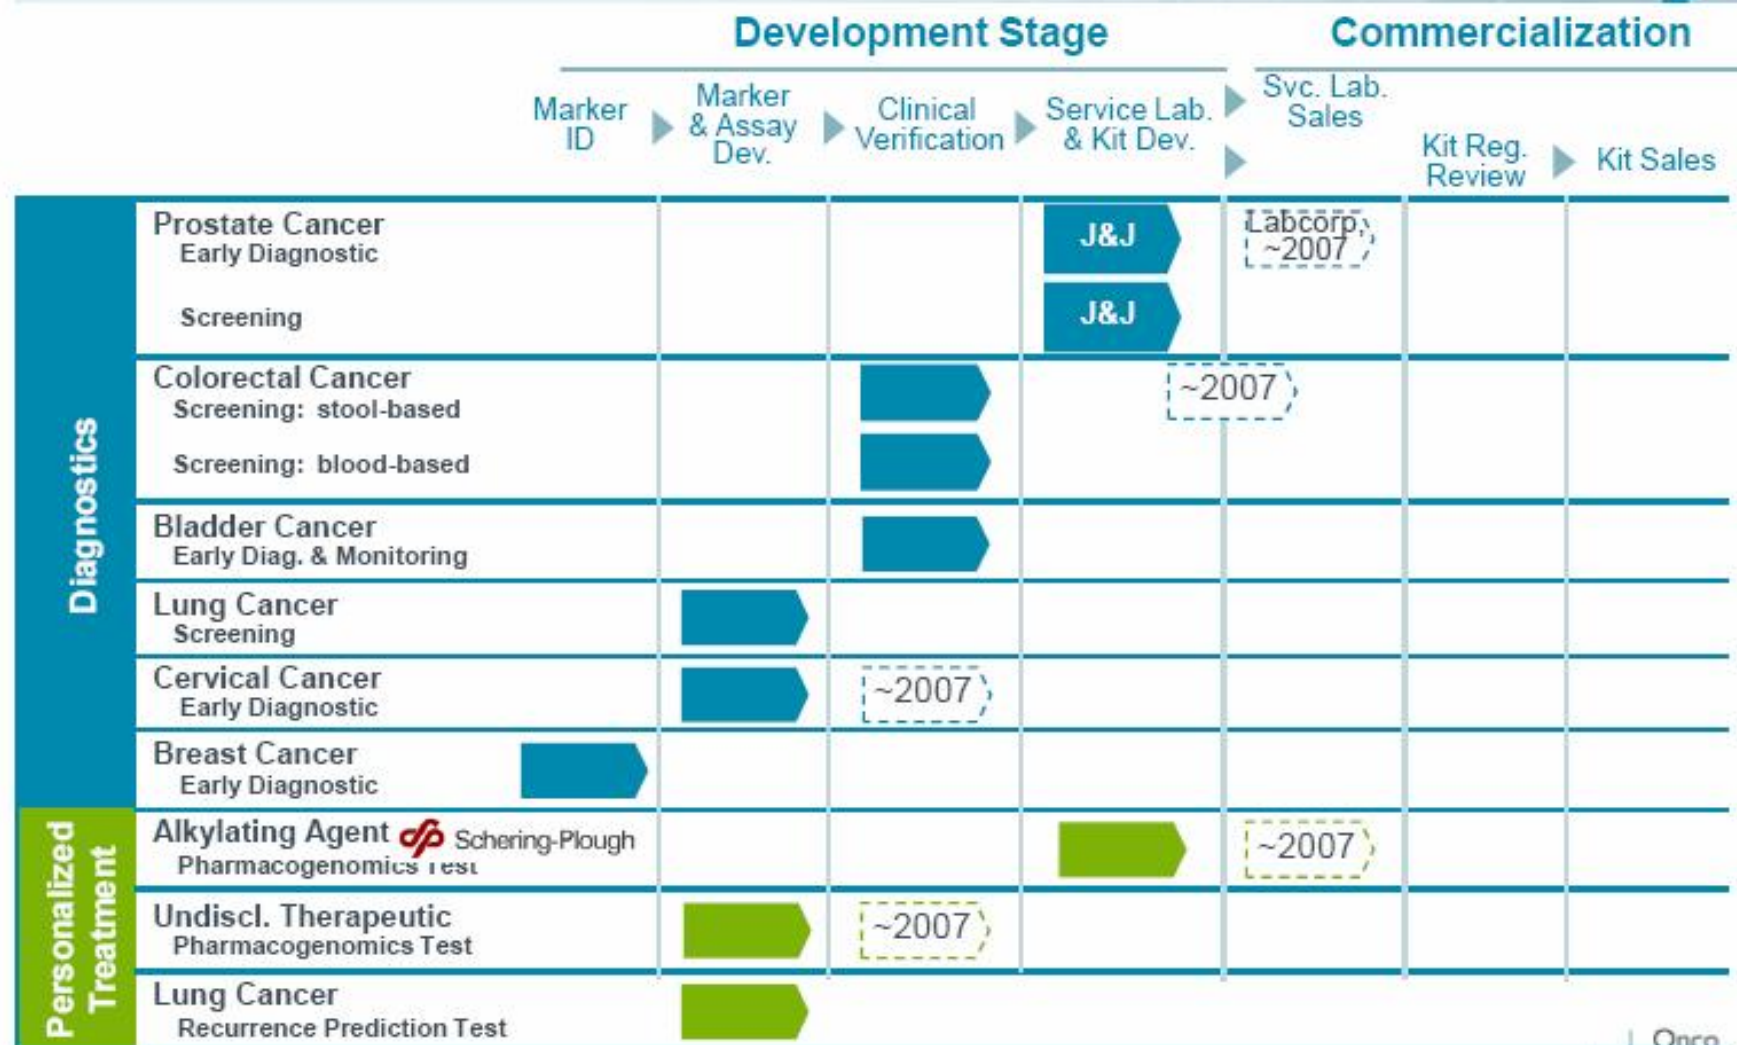 Development Stage
Commercialization
Marker
ID
Marker
& Assay
Dev.
Clinical
Verification
Service Lab.
& Kit Dev.
Svc. Lab.
Sales
Kit Reg.
Review
Kit Sales
Diagnostics
Prostate Cancer
Early Diagnostic
J&J
Labcorp,
~2007
Screening
J&J
Colorectal Cancer
Screening: stool-based
~2007
Screening: blood-based
Bladder Cancer
Early Diag. & Monitoring
Lung Cancer
Screening
Cervical Cancer
Early Diagnostic
~2007
Breast Cancer
Early Diagnostic
Personalized
Treatment
Alkylating Agent
Schering-Plough
Pharmacogenomics Test
~2007
Undiscl. Therapeutic
Pharmacogenomics Test
~2007
Lung Cancer
Recurrence Prediction Test